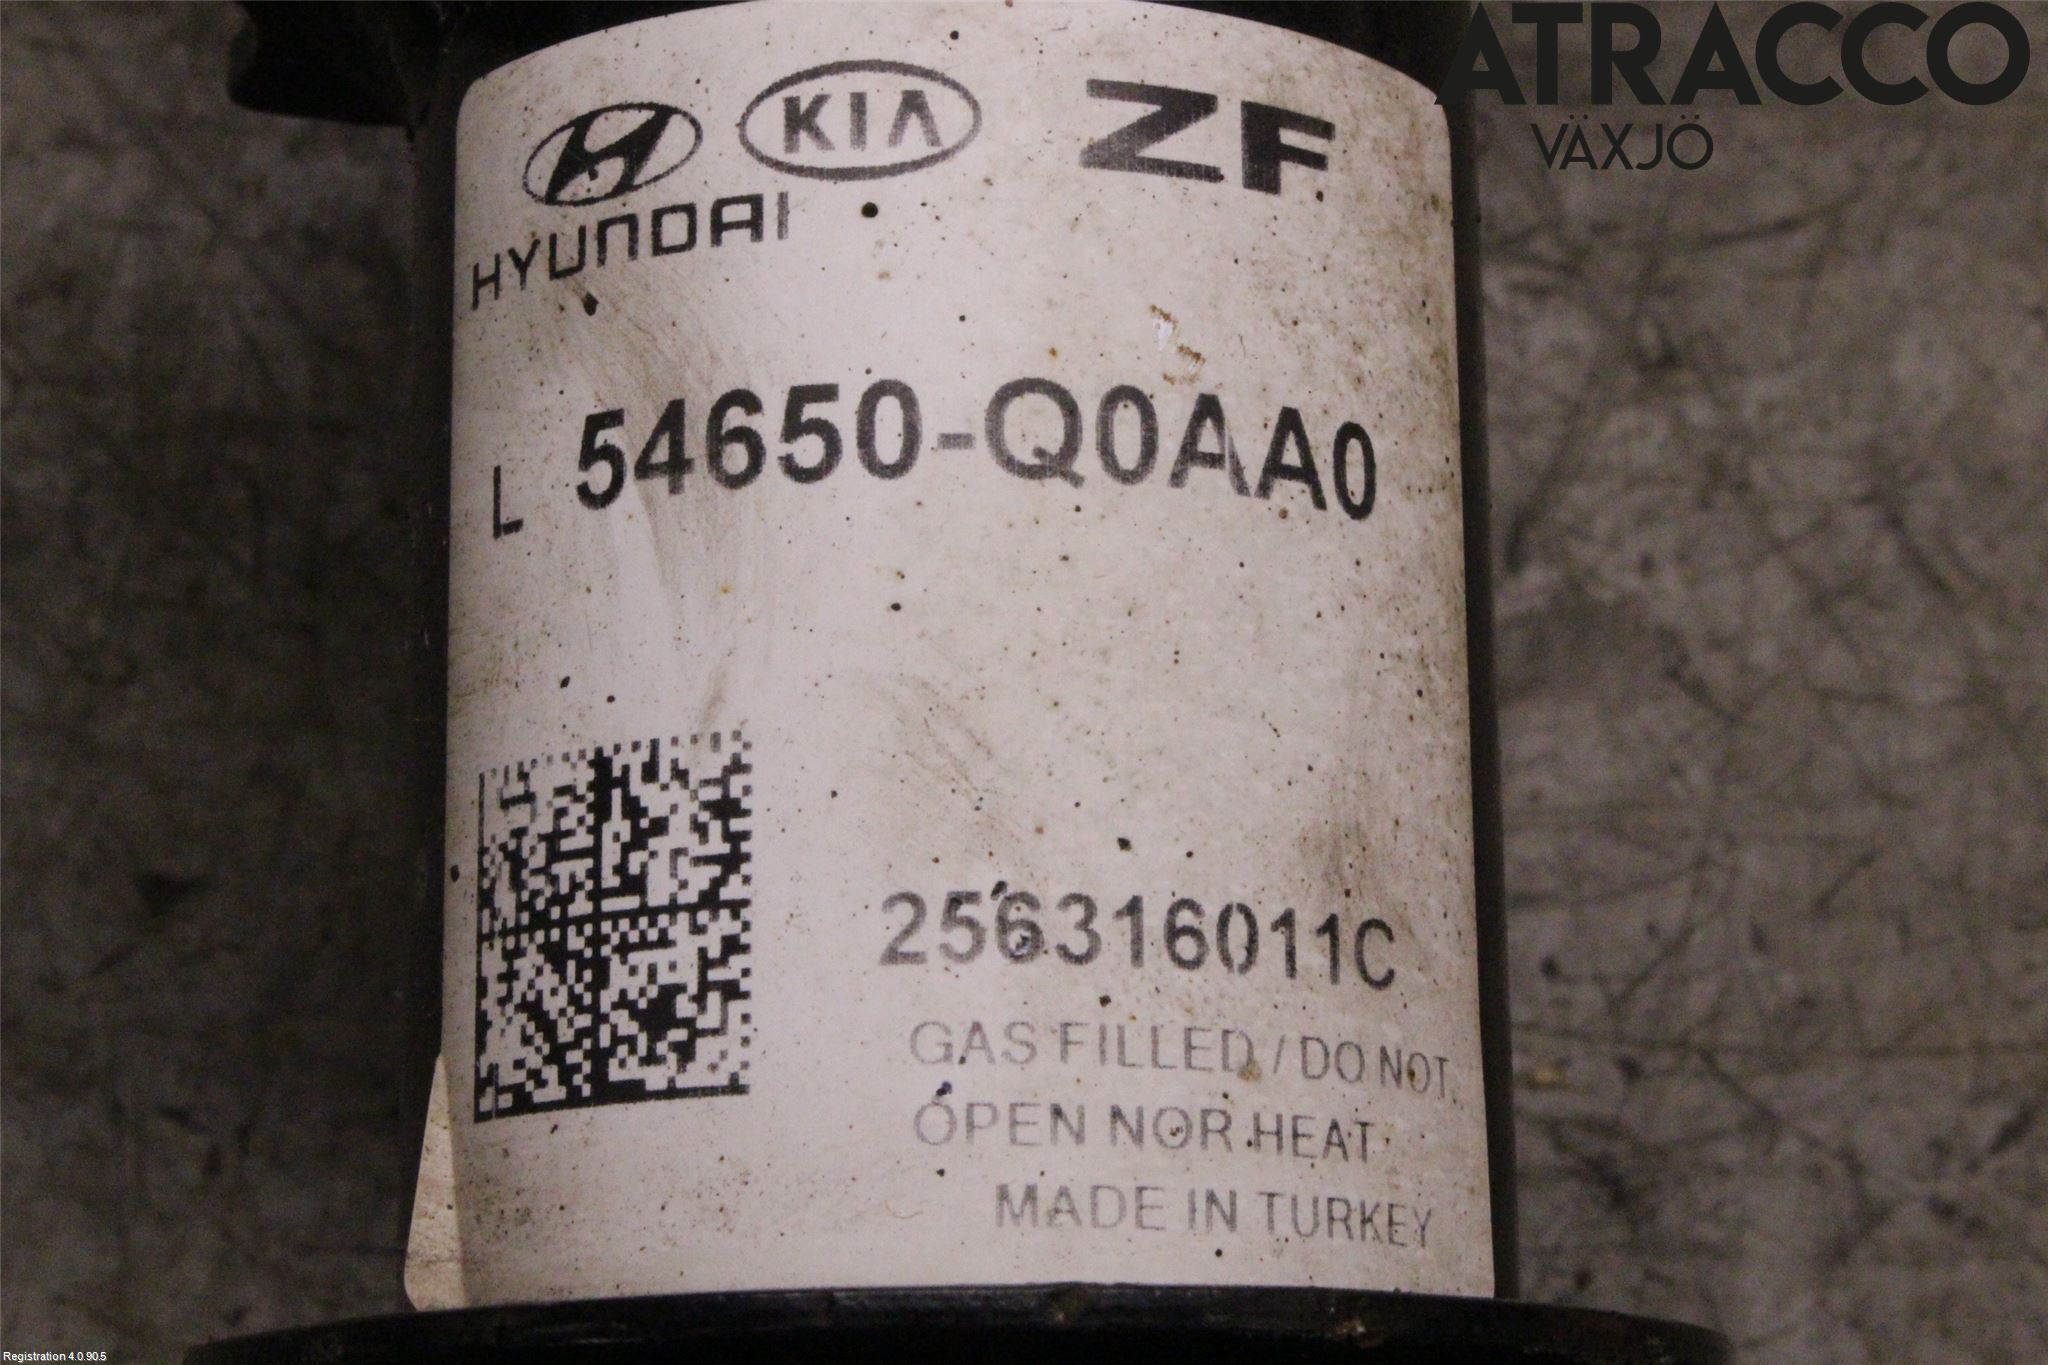 ATRACCO
VÄXJÖ
KIA ZF
HYUNDAI
L 54650-Q0AA0
256316011C
GAS FILLED / DO NOT
OPEN NOR HEAT
MADE IN TURKEY
Registration 4.0.90.5